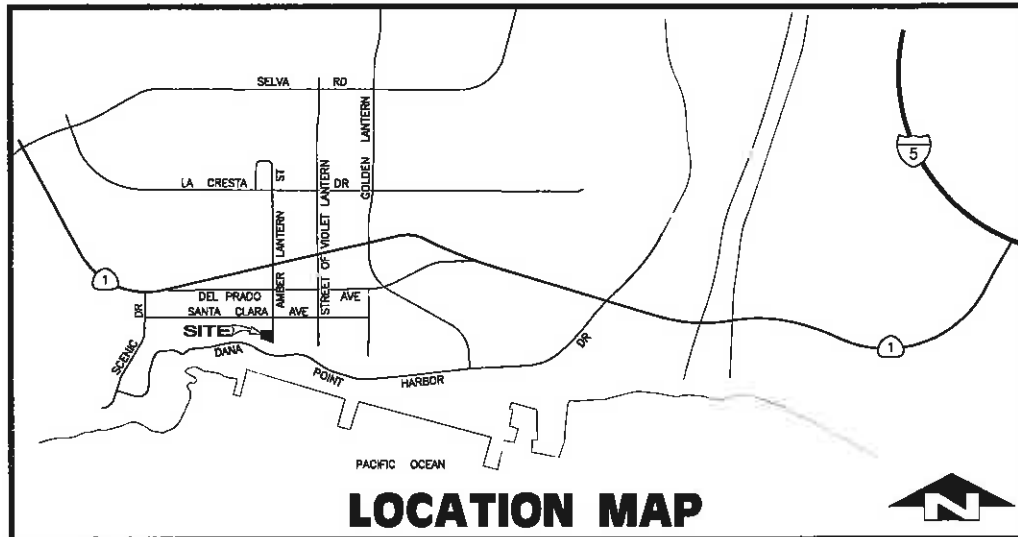 SELVA RD
GOLDEN LANTERN
5
LA CRESTA DR
AMBER LANTERN ST
STREET OF VIOLET LANTERN
1
DEL PRADO AVE
SANTA CLARA AVE
SCENIC DR
SITE
DANA POINT HARBOR DR
1
PACIFIC OCEAN
LOCATION MAP
N